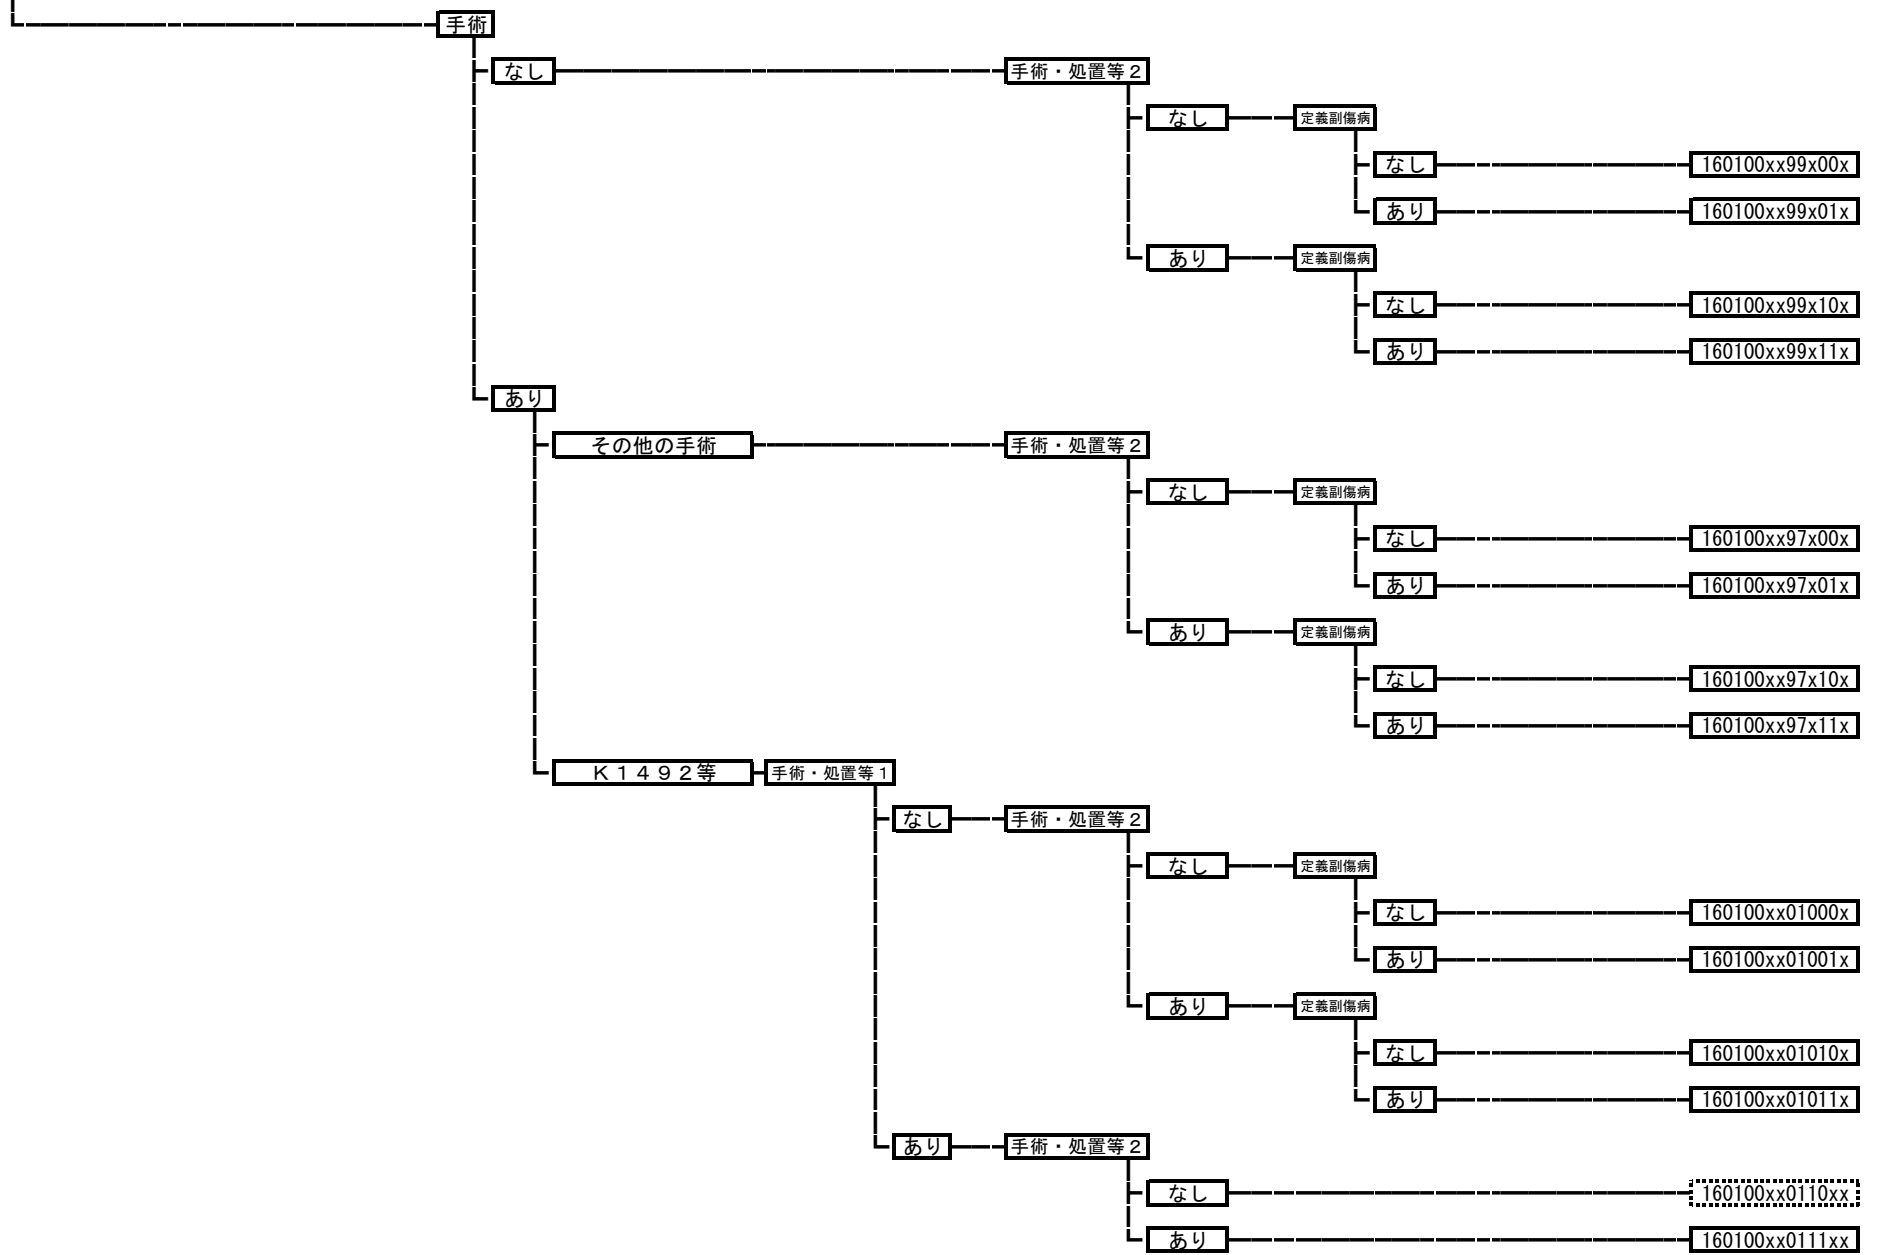 手術
なし 手術・処置等２
なし 定義副傷病
なし 160100xx99x00x
あり 160100xx99x01x
あり 定義副傷病
なし 160100xx99x10x
あり 160100xx99x11x
あり
その他の手術 手術・処置等２
なし 定義副傷病
なし 160100xx97x00x
あり 160100xx97x01x
あり 定義副傷病
なし 160100xx97x10x
あり 160100xx97x11x
Ｋ１４９２等 手術・処置等１
なし 手術・処置等２
なし 定義副傷病
なし 160100xx01000x
あり 160100xx01001x
あり 定義副傷病
なし 160100xx01010x
あり 160100xx01011x
あり 手術・処置等２
なし 160100xx0110xx
あり 160100xx0111xx